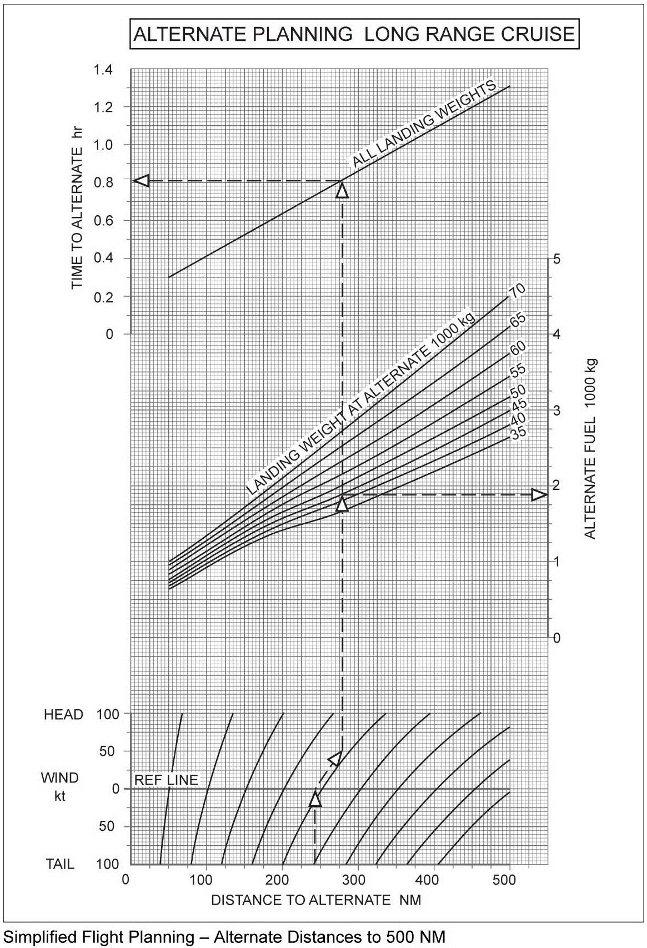 ALTERNATE PLANNING LONG RANGE CRUISE
1.4
1.2
1.0
0.8
0.6
0.4
0.2
0
TIME TO ALTERNATE hr
ALL LANDING WEIGHTS
5
4
3
2
1
0
ALTERNATE FUEL 1000 kg
LANDING WEIGHT AT ALTERNATE 1000 kg
70
65
60
55
50
45
40
35
HEAD 100
50
WIND
kt
0
REF LINE
50
TAIL 100
0 100 200 300 400 500
DISTANCE TO ALTERNATE NM
Simplified Flight Planning – Alternate Distances to 500 NM